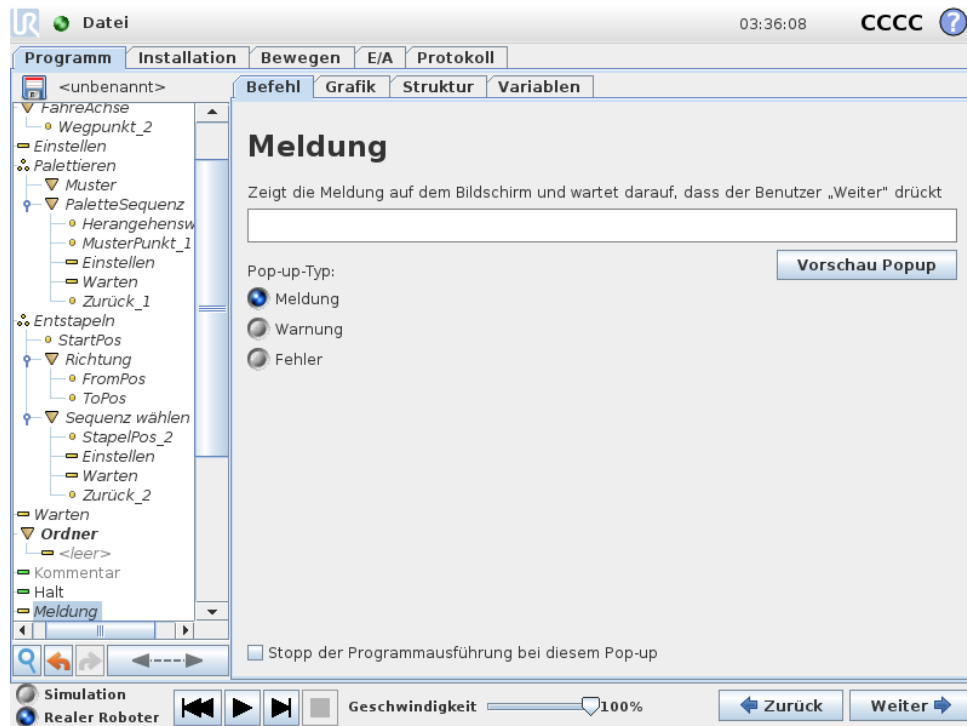 UR Datei 03:36:08 CCCC ?
Programm Installation Bewegen E/A Protokoll
<unbenannt>
Befehl Grafik Struktur Variablen
FahreAchse
Wegpunkt_2
Einstellen
Palettieren
Muster
PaletteSequenz
Herangehensw
MusterPunkt_1
Einstellen
Warten
Zurück_1
Entstapeln
StartPos
Richtung
FromPos
ToPos
Sequenz wählen
StapelPos_2
Einstellen
Warten
Zurück_2
Warten
Ordner
<leer>
Kommentar
Halt
Meldung
Meldung
Zeigt die Meldung auf dem Bildschirm und wartet darauf, dass der Benutzer „Weiter" drückt
Vorschau Popup
Pop-up-Typ:
Meldung
Warnung
Fehler
Stopp der Programmausführung bei diesem Pop-up
Simulation
Realer Roboter
Geschwindigkeit 100%
Zurück Weiter